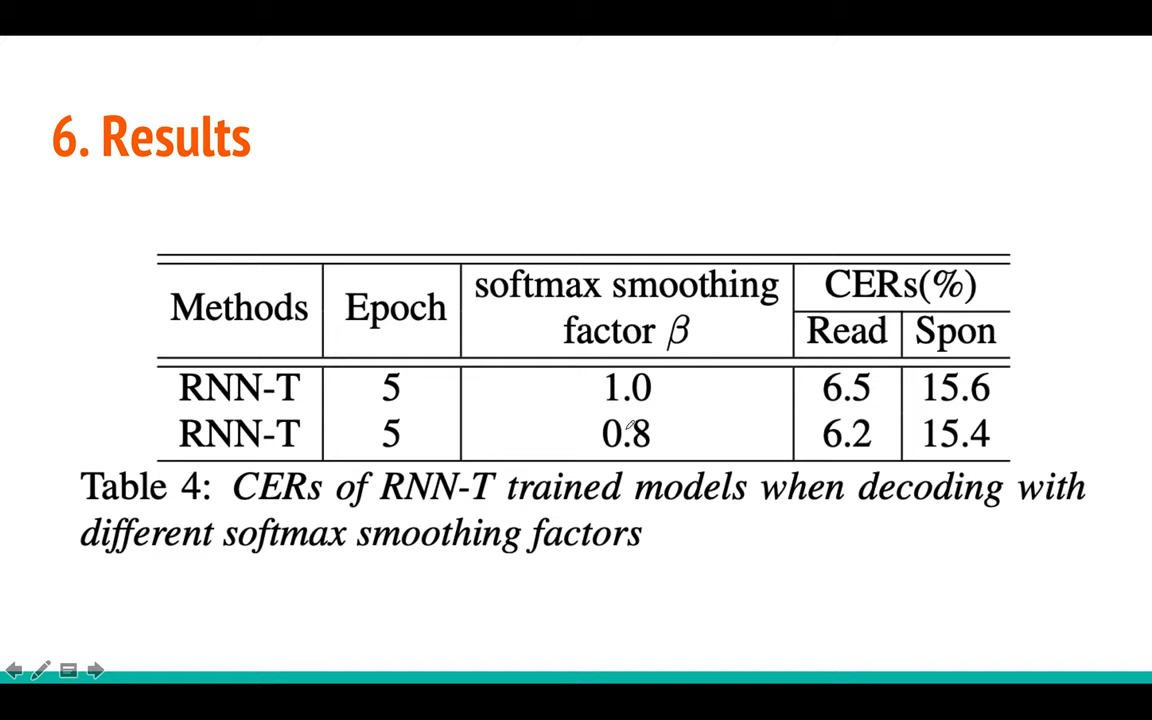 6. Results
Methods Epoch softmax smoothing factor β CERs(%)
Read Spon
RNN-T 5 1.0 6.5 15.6
RNN-T 5 0.8 6.2 15.4
Table 4: CERs of RNN-T trained models when decoding with
different softmax smoothing factors